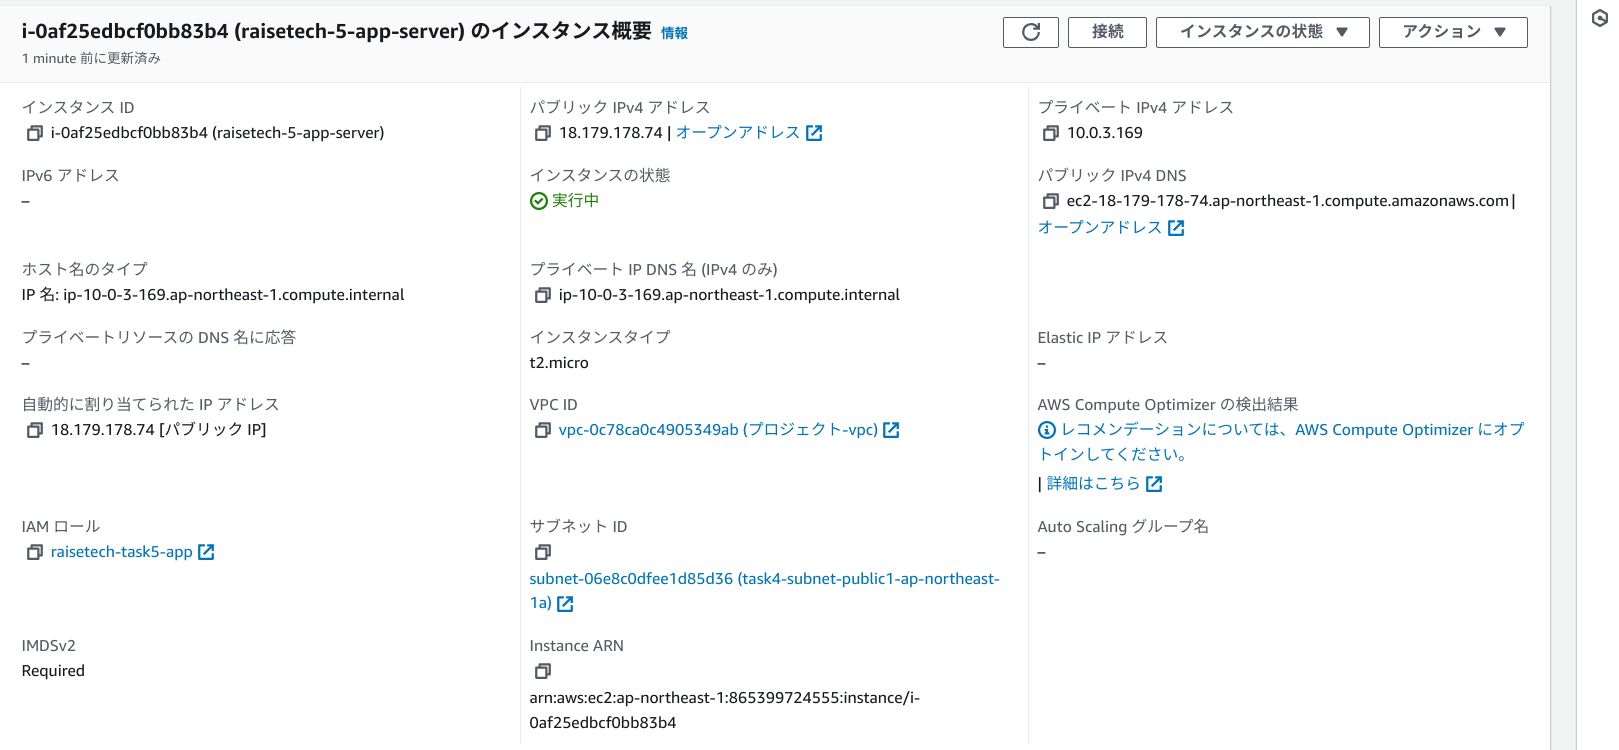 i-0af25edbcf0bb83b4 (raisetech-5-app-server) のインスタンス概要 情報
1 minute 前に更新済み
接続
インスタンスの状態 ▼
アクション ▼
インスタンス ID
i-0af25edbcf0bb83b4 (raisetech-5-app-server)
パブリック IPv4 アドレス
18.179.178.74 | オープンアドレス
プライベート IPv4 アドレス
10.0.3.169
IPv6 アドレス
–
インスタンスの状態
実行中
パブリック IPv4 DNS
ec2-18-179-178-74.ap-northeast-1.compute.amazonaws.com |
オープンアドレス
ホスト名のタイプ
IP 名: ip-10-0-3-169.ap-northeast-1.compute.internal
プライベート IP DNS 名 (IPv4 のみ)
ip-10-0-3-169.ap-northeast-1.compute.internal
プライベートリソースの DNS 名に応答
–
インスタンスタイプ
t2.micro
Elastic IP アドレス
–
自動的に割り当てられた IP アドレス
18.179.178.74 [パブリック IP]
VPC ID
vpc-0c78ca0c4905349ab (プロジェクト-vpc)
AWS Compute Optimizer の検出結果
レコメンデーションについては、AWS Compute Optimizer にオプ
トインしてください。
| 詳細はこちら
IAM ロール
raisetech-task5-app
サブネット ID
subnet-06e8c0dfee1d85d36 (task4-subnet-public1-ap-northeast-
1a)
Auto Scaling グループ名
–
IMDSv2
Required
Instance ARN
arn:aws:ec2:ap-northeast-1:865399724555:instance/i-
0af25edbcf0bb83b4